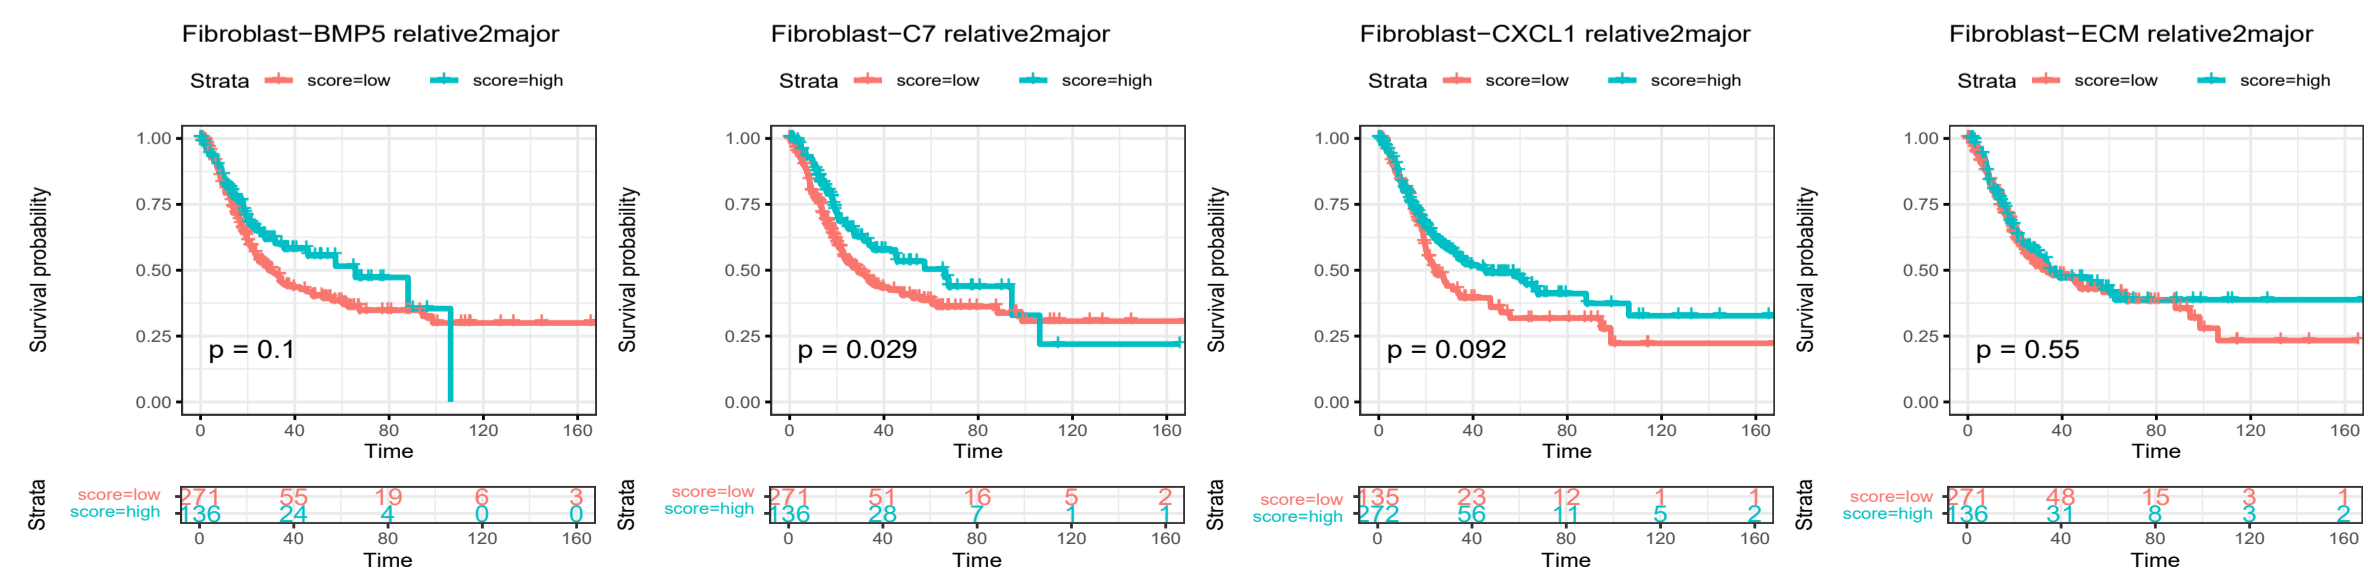 Fibroblast−BMP5 relative2major
Strata score=low score=high
Survival probability
1.00
0.75
0.50
0.25
0.00
p = 0.1
0 40 80 120 160
Time
Strata
score=low 271 55 19 6 3
score=high 136 24 4 0 0
0 40 80 120 160
Time
Fibroblast−C7 relative2major
Strata score=low score=high
Survival probability
1.00
0.75
0.50
0.25
0.00
p = 0.029
0 40 80 120 160
Time
Strata
score=low 271 51 16 5 2
score=high 136 28 7 1 1
0 40 80 120 160
Time
Fibroblast−CXCL1 relative2major
Strata score=low score=high
Survival probability
1.00
0.75
0.50
0.25
0.00
p = 0.092
0 40 80 120 160
Time
Strata
score=low 135 23 12 1 1
score=high 272 56 11 5 2
0 40 80 120 160
Time
Fibroblast−ECM relative2major
Strata score=low score=high
Survival probability
1.00
0.75
0.50
0.25
0.00
p = 0.55
0 40 80 120 160
Time
Strata
score=low 271 48 15 3 1
score=high 136 31 8 3 2
0 40 80 120 160
Time